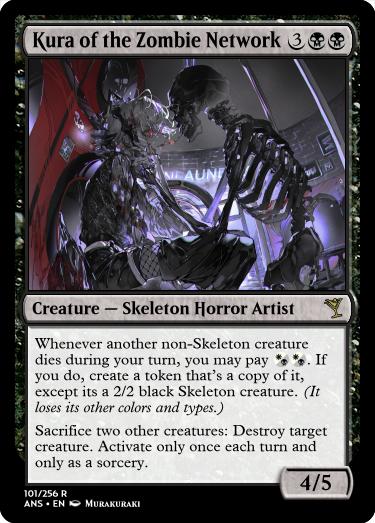 Kura of the Zombie Network 3
LAUN
Creature — Skeleton Horror Artist
Whenever another non-Skeleton creature
dies during your turn, you may pay . If
you do, create a token that's a copy of it,
except its a 2/2 black Skeleton creature. (It
loses its other colors and types.)
Sacrifice two other creatures: Destroy target
creature. Activate only once each turn and
only as a sorcery.
4/5
101/256 R
ANS • EN Murakuraki